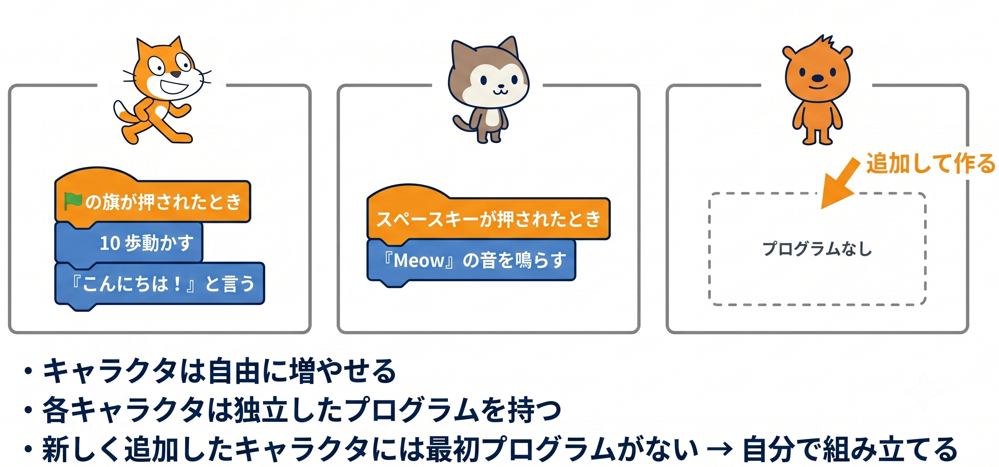 の旗が押されたとき
10 歩動かす
『こんにちは！』と言う
スペースキーが押されたとき
『Meow』の音を鳴らす
追加して作る
プログラムなし
・キャラクタは自由に増やせる
・各キャラクタは独立したプログラムを持つ
・新しく追加したキャラクタには最初プログラムがない → 自分で組み立てる